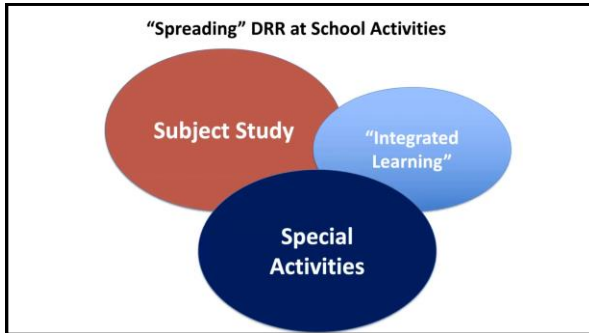 “Spreading” DRR at School Activities
Subject Study
“Integrated
Learning”
Special
Activities